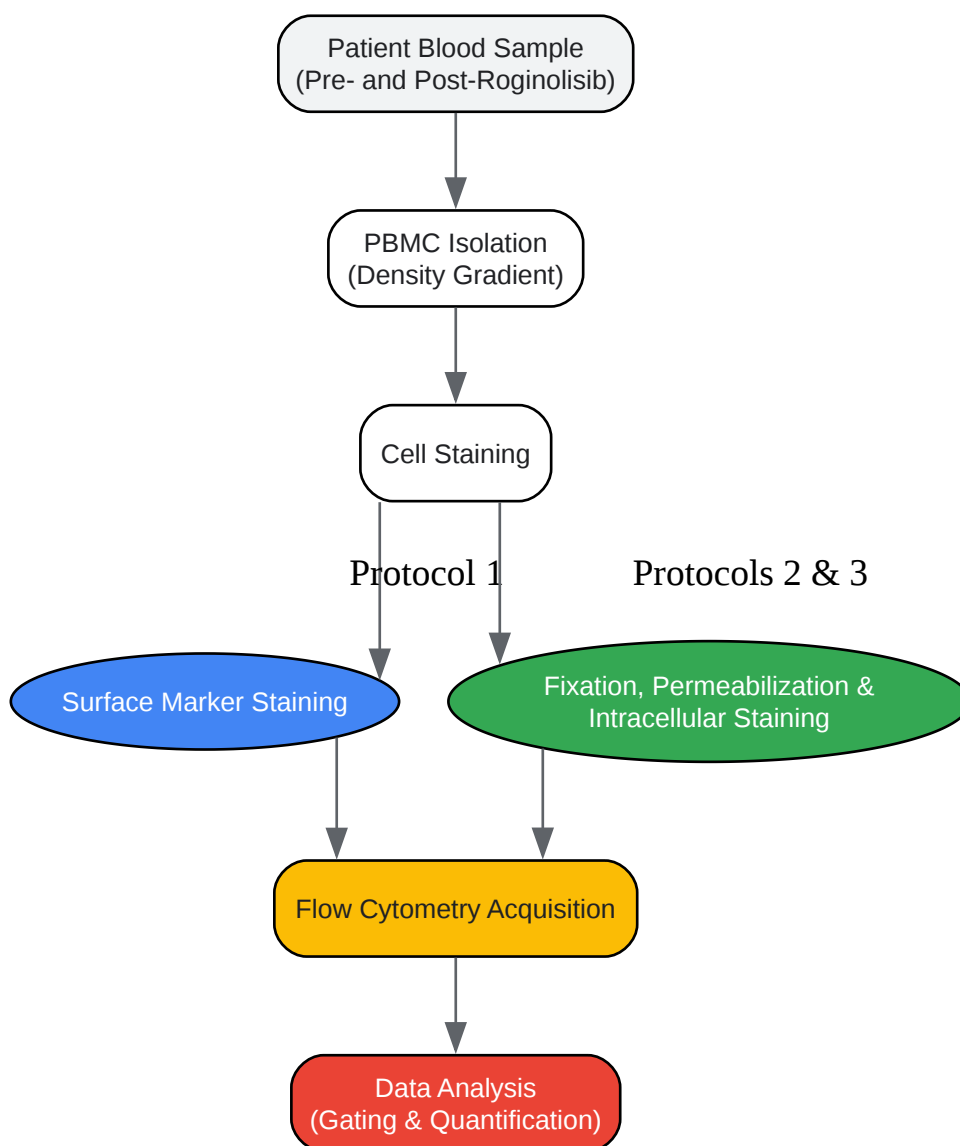 Patient Blood Sample
(Pre- and Post-Roginolisib)
PBMC Isolation
(Density Gradient)
Cell Staining
Protocol 1
Protocols 2 & 3
Surface Marker Staining
Fixation, Permeabilization &
Intracellular Staining
Flow Cytometry Acquisition
Data Analysis
(Gating & Quantification)